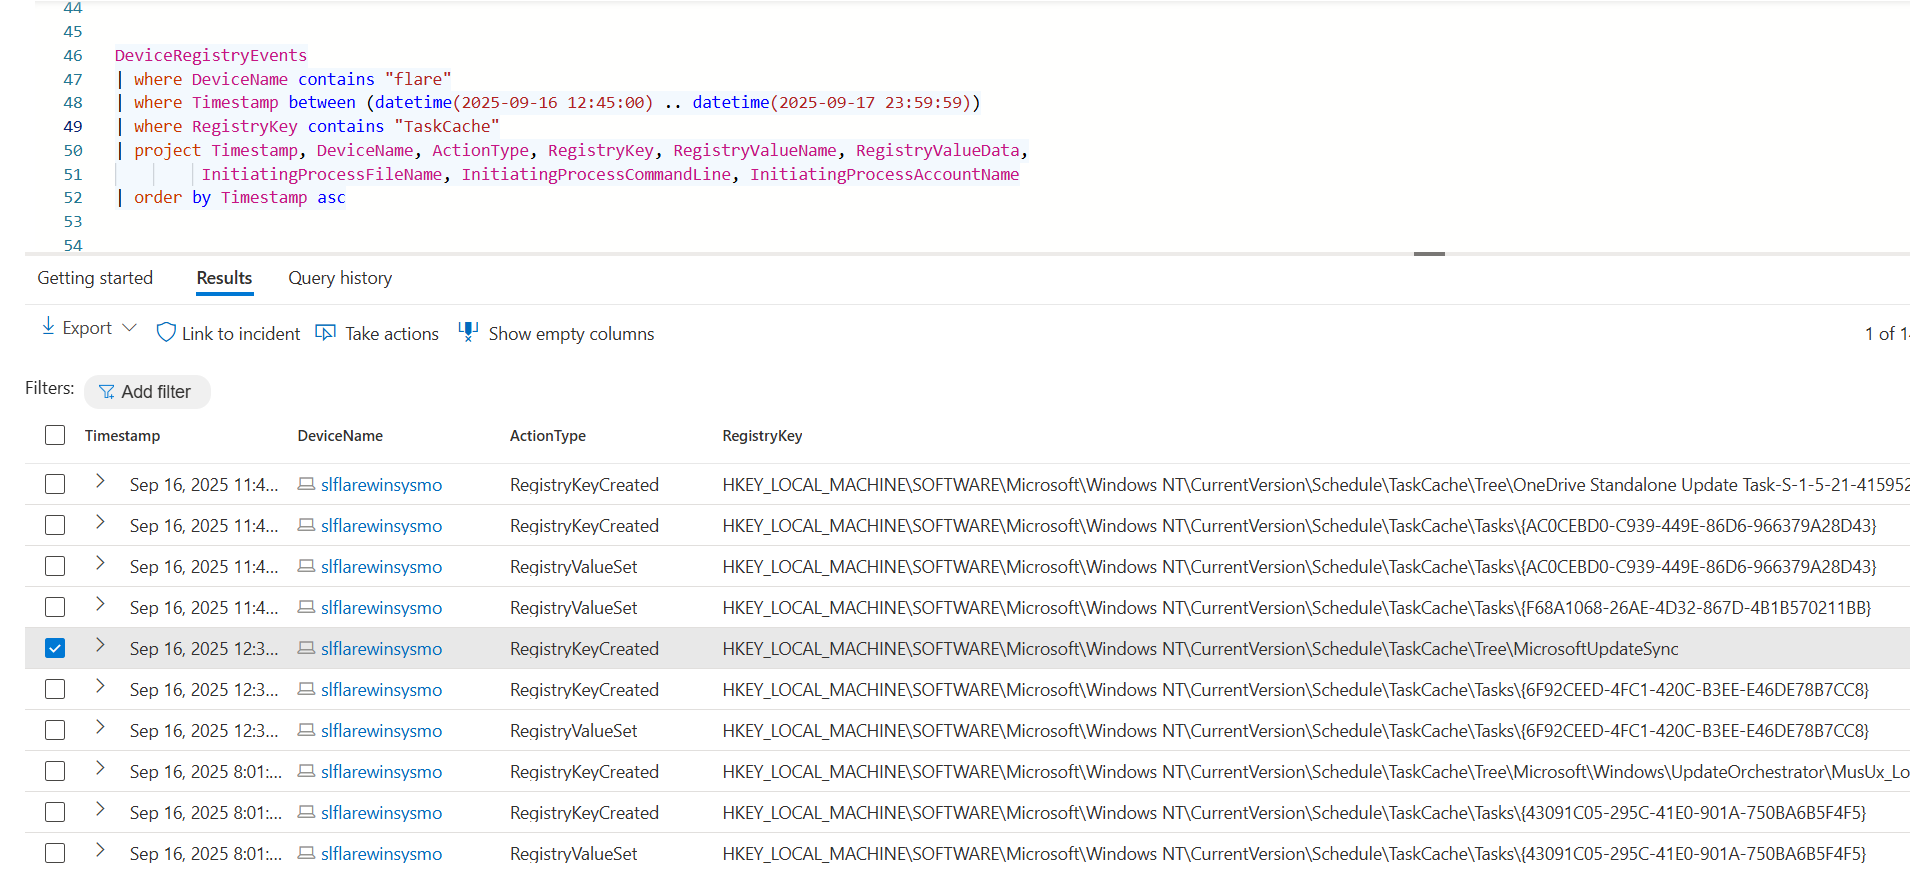 44
45
46 DeviceRegistryEvents
47 | where DeviceName contains "flare"
48 | where Timestamp between (datetime(2025-09-16 12:45:00) .. datetime(2025-09-17 23:59:59))
49 | where RegistryKey contains "TaskCache"
50 | project Timestamp, DeviceName, ActionType, RegistryKey, RegistryValueName, RegistryValueData,
51 InitiatingProcessFileName, InitiatingProcessCommandLine, InitiatingProcessAccountName
52 | order by Timestamp asc
53
54
Getting started Results Query history
Export Link to incident Take actions Show empty columns 1 of 14
Filters: Add filter
Timestamp DeviceName ActionType RegistryKey
Sep 16, 2025 11:4... slflarewinsysmo RegistryKeyCreated HKEY_LOCAL_MACHINE\SOFTWARE\Microsoft\Windows NT\CurrentVersion\Schedule\TaskCache\Tree\OneDrive Standalone Update Task-S-1-5-21-415952
Sep 16, 2025 11:4... slflarewinsysmo RegistryKeyCreated HKEY_LOCAL_MACHINE\SOFTWARE\Microsoft\Windows NT\CurrentVersion\Schedule\TaskCache\Tasks\{AC0CEBD0-C939-449E-86D6-966379A28D43}
Sep 16, 2025 11:4... slflarewinsysmo RegistryValueSet HKEY_LOCAL_MACHINE\SOFTWARE\Microsoft\Windows NT\CurrentVersion\Schedule\TaskCache\Tasks\{AC0CEBD0-C939-449E-86D6-966379A28D43}
Sep 16, 2025 11:4... slflarewinsysmo RegistryValueSet HKEY_LOCAL_MACHINE\SOFTWARE\Microsoft\Windows NT\CurrentVersion\Schedule\TaskCache\Tasks\{F68A1068-26AE-4D32-867D-4B1B570211BB}
Sep 16, 2025 12:3... slflarewinsysmo RegistryKeyCreated HKEY_LOCAL_MACHINE\SOFTWARE\Microsoft\Windows NT\CurrentVersion\Schedule\TaskCache\Tree\MicrosoftUpdateSync
Sep 16, 2025 12:3... slflarewinsysmo RegistryKeyCreated HKEY_LOCAL_MACHINE\SOFTWARE\Microsoft\Windows NT\CurrentVersion\Schedule\TaskCache\Tasks\{6F92CEED-4FC1-420C-B3EE-E46DE78B7CC8}
Sep 16, 2025 12:3... slflarewinsysmo RegistryValueSet HKEY_LOCAL_MACHINE\SOFTWARE\Microsoft\Windows NT\CurrentVersion\Schedule\TaskCache\Tasks\{6F92CEED-4FC1-420C-B3EE-E46DE78B7CC8}
Sep 16, 2025 8:01:... slflarewinsysmo RegistryKeyCreated HKEY_LOCAL_MACHINE\SOFTWARE\Microsoft\Windows NT\CurrentVersion\Schedule\TaskCache\Tree\Microsoft\Windows\UpdateOrchestrator\MusUx_Lo
Sep 16, 2025 8:01:... slflarewinsysmo RegistryKeyCreated HKEY_LOCAL_MACHINE\SOFTWARE\Microsoft\Windows NT\CurrentVersion\Schedule\TaskCache\Tasks\{43091C05-295C-41E0-901A-750BA6B5F4F5}
Sep 16, 2025 8:01:... slflarewinsysmo RegistryValueSet HKEY_LOCAL_MACHINE\SOFTWARE\Microsoft\Windows NT\CurrentVersion\Schedule\TaskCache\Tasks\{43091C05-295C-41E0-901A-750BA6B5F4F5}